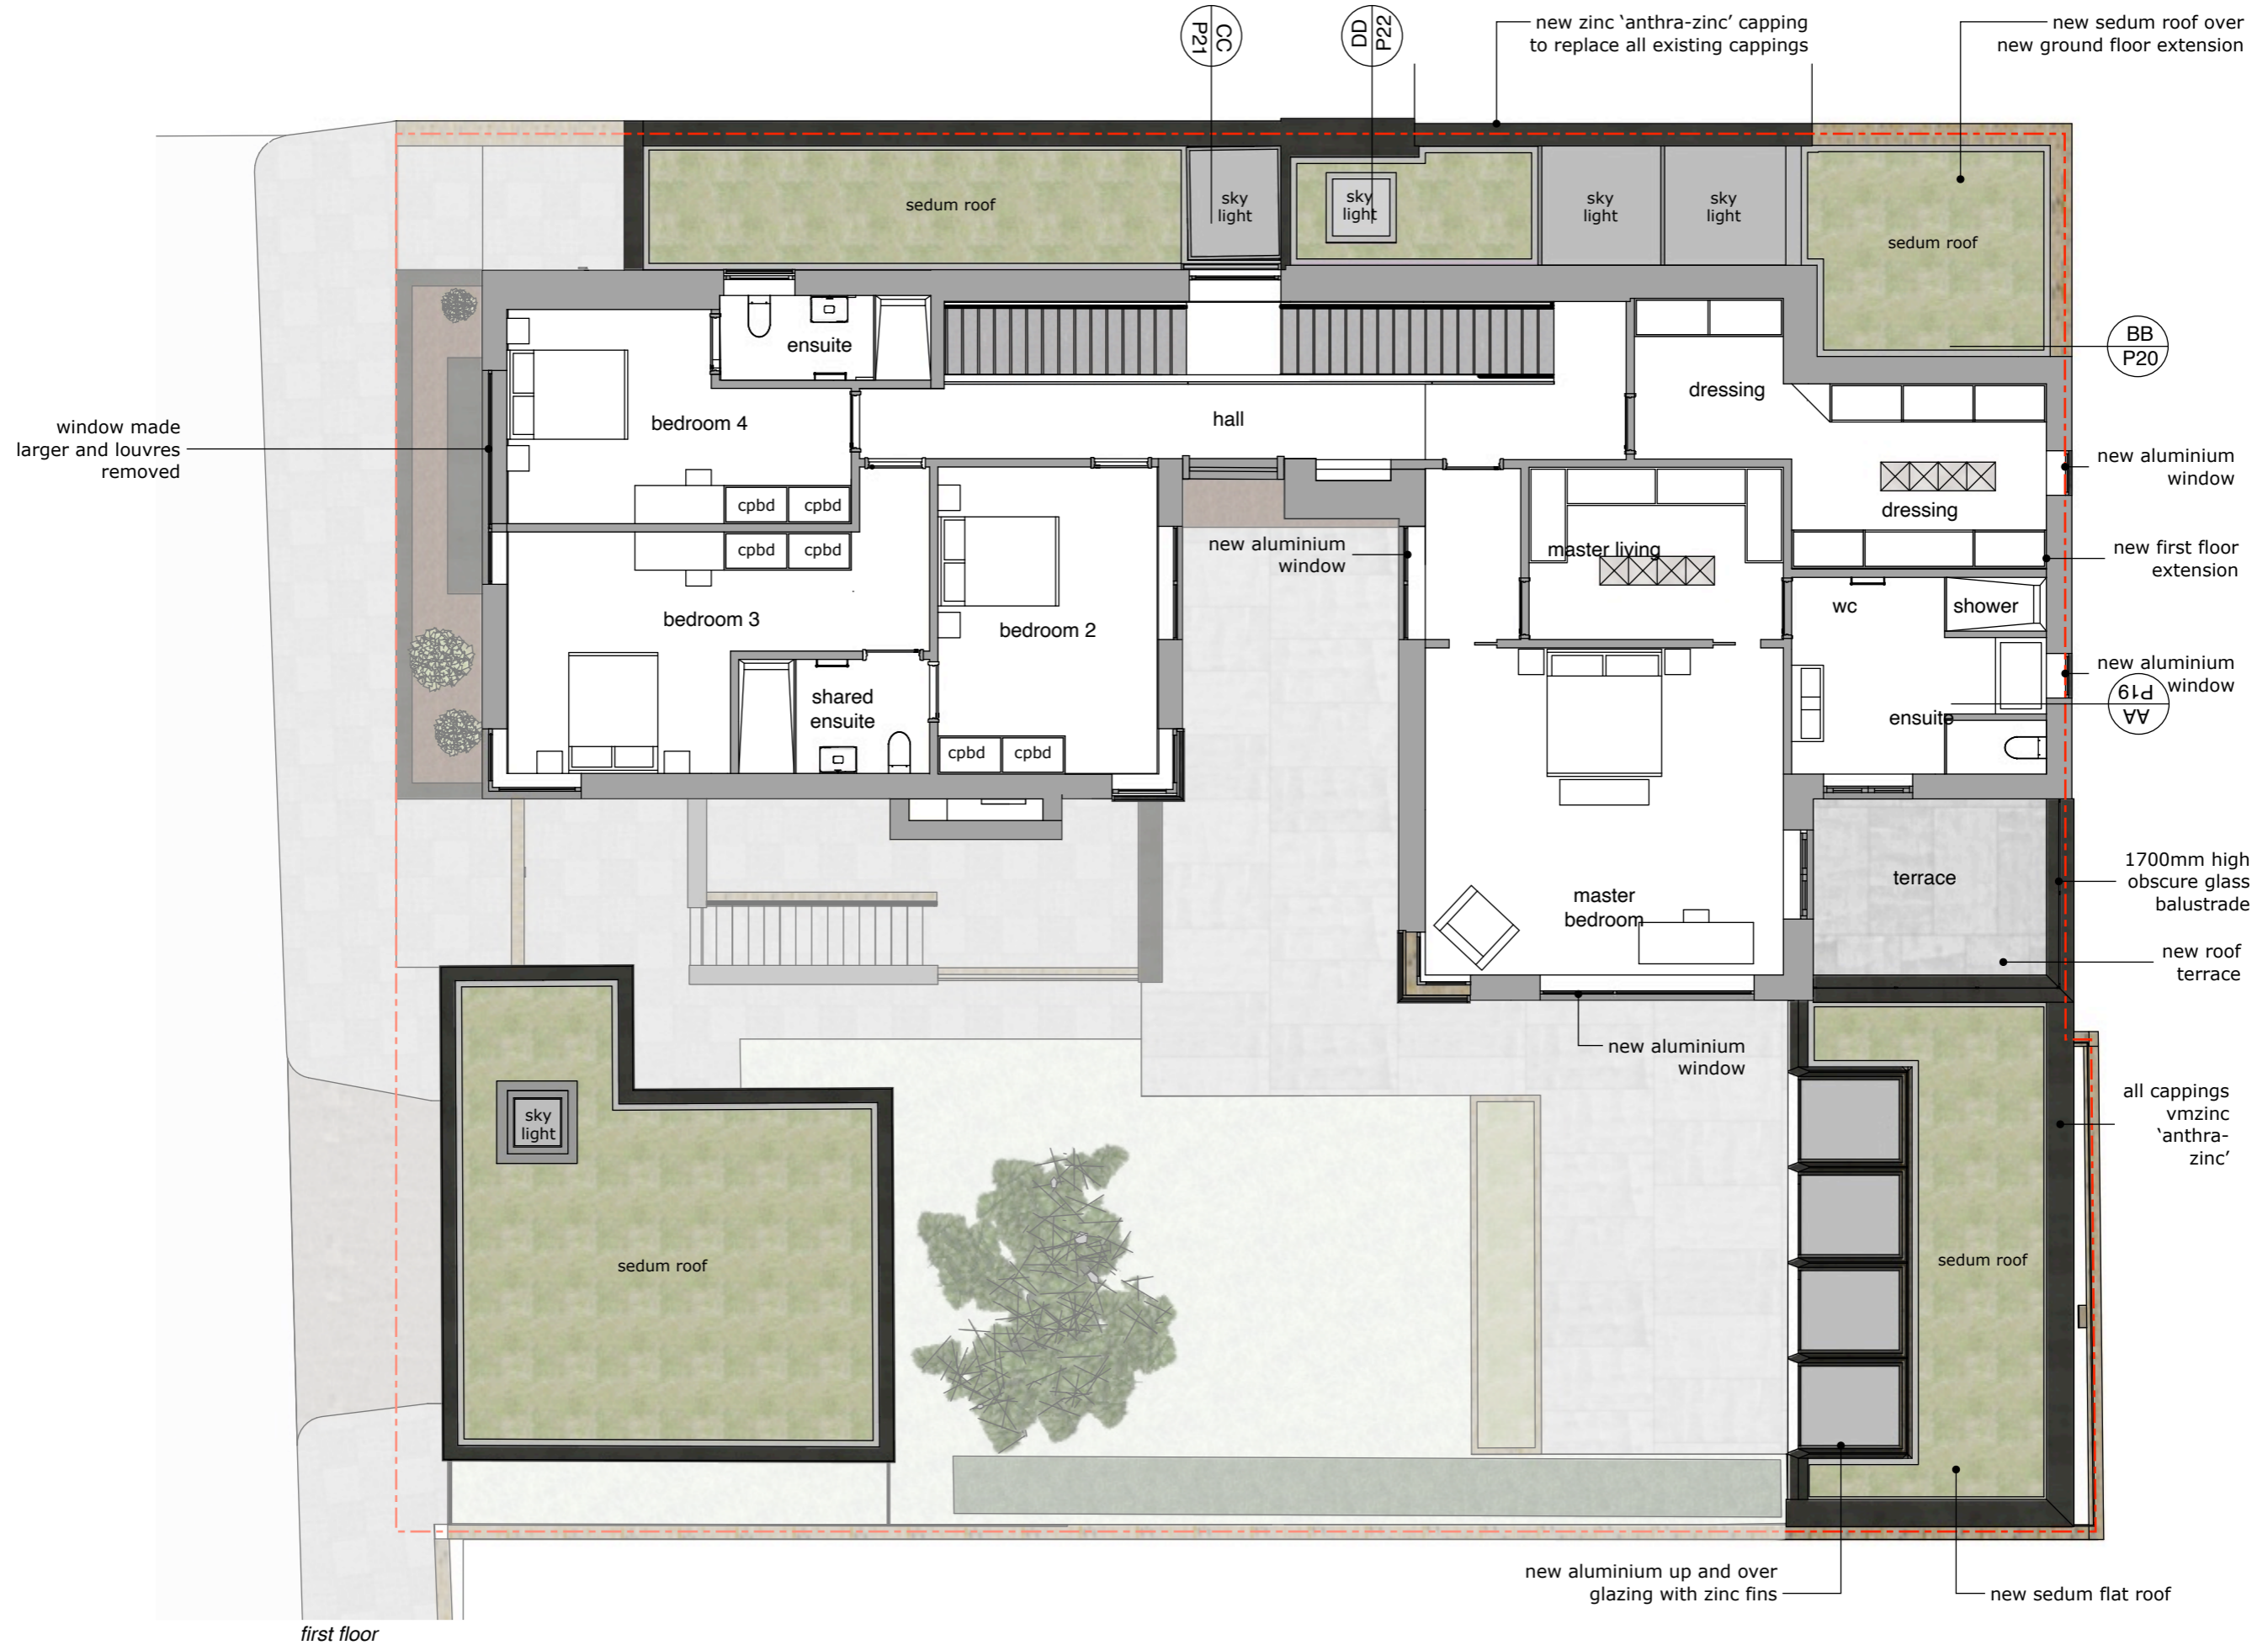 CC
P21
DD
P22
new zinc ‘anthra-zinc’ capping
to replace all existing cappings
new sedum roof over
new ground floor extension
sedum roof
sky
light
sky
light
sky
light
sky
light
sedum roof
BB
P20
ensuite
dressing
bedroom 4
hall
window made
larger and louvres
removed
new aluminium
window
cpbd
cpbd
dressing
cpbd
cpbd
new aluminium
window
master living
new first floor
extension
bedroom 3
bedroom 2
wc
shower
new aluminium
window
shared
ensuite
AA
P19
ensuite
cpbd
cpbd
terrace
1700mm high
obscure glass
balustrade
master
bedroom
new roof
terrace
new aluminium
window
sky
light
all cappings
vmzinc
‘anthra-
zinc’
sedum roof
sedum roof
new aluminium up and over
glazing with zinc fins
new sedum flat roof
first floor